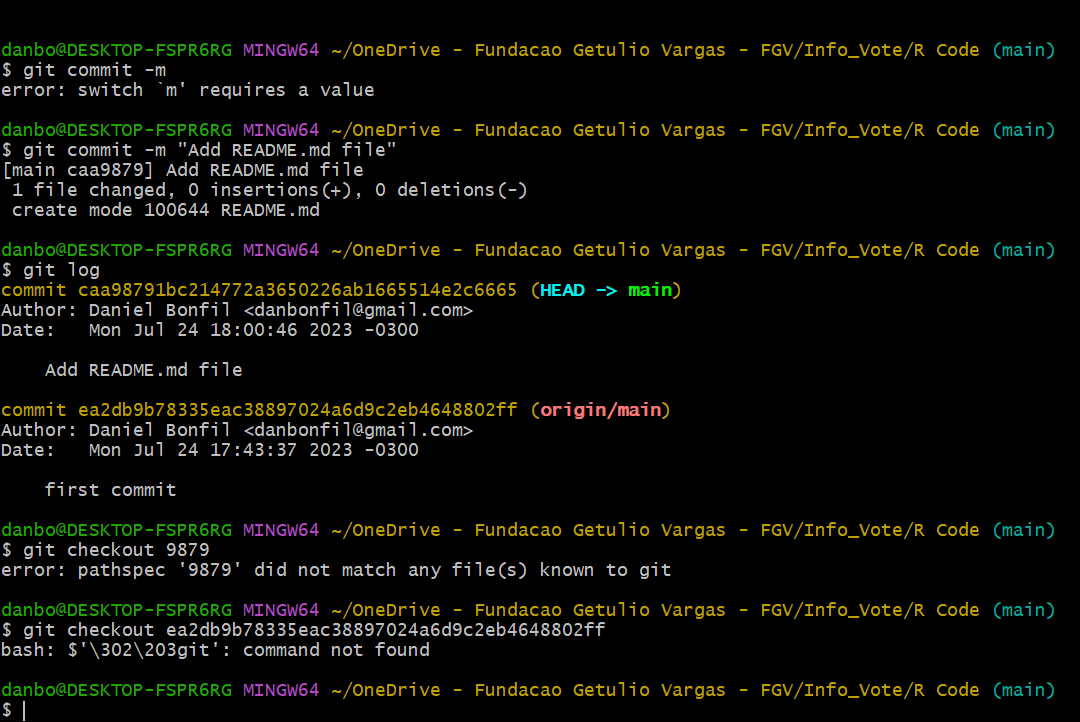 danbo@DESKTOP-FSPR6RG MINGW64 ~/OneDrive - Fundacao Getulio Vargas - FGV/Info_Vote/R Code (main)
$ git commit -m
error: switch `m' requires a value
danbo@DESKTOP-FSPR6RG MINGW64 ~/OneDrive - Fundacao Getulio Vargas - FGV/Info_Vote/R Code (main)
$ git commit -m "Add README.md file"
[main caa9879] Add README.md file
 1 file changed, 0 insertions(+), 0 deletions(-)
 create mode 100644 README.md
danbo@DESKTOP-FSPR6RG MINGW64 ~/OneDrive - Fundacao Getulio Vargas - FGV/Info_Vote/R Code (main)
$ git log
commit caa98791bc214772a3650226ab1665514e2c6665 (HEAD -> main)
Author: Daniel Bonfil <danbonfil@gmail.com>
Date:   Mon Jul 24 18:00:46 2023 -0300
    Add README.md file
commit ea2db9b78335eac38897024a6d9c2eb4648802ff (origin/main)
Author: Daniel Bonfil <danbonfil@gmail.com>
Date:   Mon Jul 24 17:43:37 2023 -0300
    first commit
danbo@DESKTOP-FSPR6RG MINGW64 ~/OneDrive - Fundacao Getulio Vargas - FGV/Info_Vote/R Code (main)
$ git checkout 9879
error: pathspec '9879' did not match any file(s) known to git
danbo@DESKTOP-FSPR6RG MINGW64 ~/OneDrive - Fundacao Getulio Vargas - FGV/Info_Vote/R Code (main)
$ git checkout ea2db9b78335eac38897024a6d9c2eb4648802ff
bash: $'\302\203git': command not found
danbo@DESKTOP-FSPR6RG MINGW64 ~/OneDrive - Fundacao Getulio Vargas - FGV/Info_Vote/R Code (main)
$